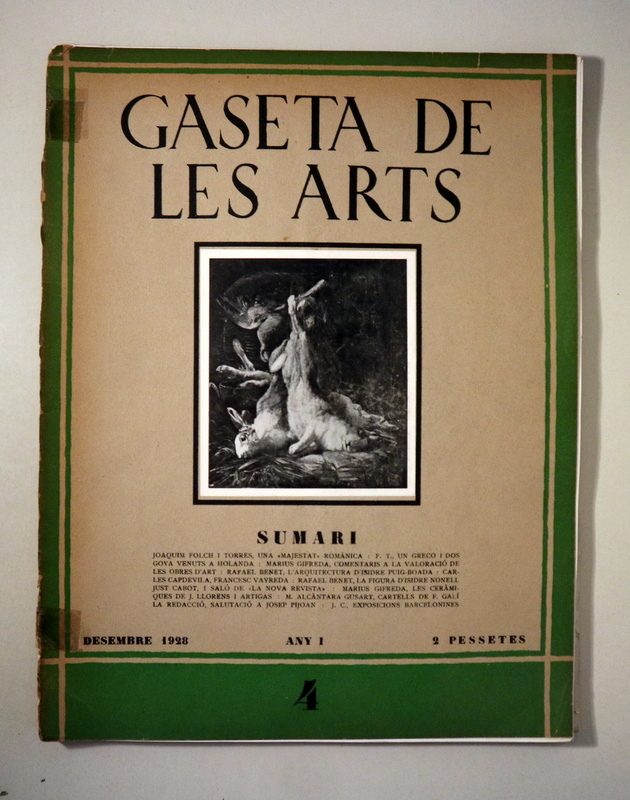 GASETA DE
LES ARTS
SUMARI
JOAQUIM FOLCH I TORRES, UNA «MAJESTAT» ROMÀNICA : F. T., UN GRECO I DOS
GOYA VENUTS A HOLANDA : MARIUS GIFREDA, COMENTARIS A LA VALORACIÓ DE
LES OBRES D'ART : RAFAEL BENET, L'ARQUITECTURA D'ISIDRE PUIG-BOADA : CAR-
LES CAPDEVILA, FRANCESC VAYREDA : RAFAEL BENET, LA FIGURA D'ISIDRE NONELL
JUST CABOT, I SALÓ DE «LA NOVA REVISTA» : MARIUS GIFREDA, LES CERÀMI-
QUES DE J. LLORENS I ARTIGAS : M. ALCÀNTARA GUSART, CARTELLS DE F. GALÍ
LA REDACCIÓ, SALUTACIÓ A JOSEP PIJOAN : J. C., EXPOSICIONS BARCELONINES
DESEMBRE 1928 ANY I 2 PESSETES
4